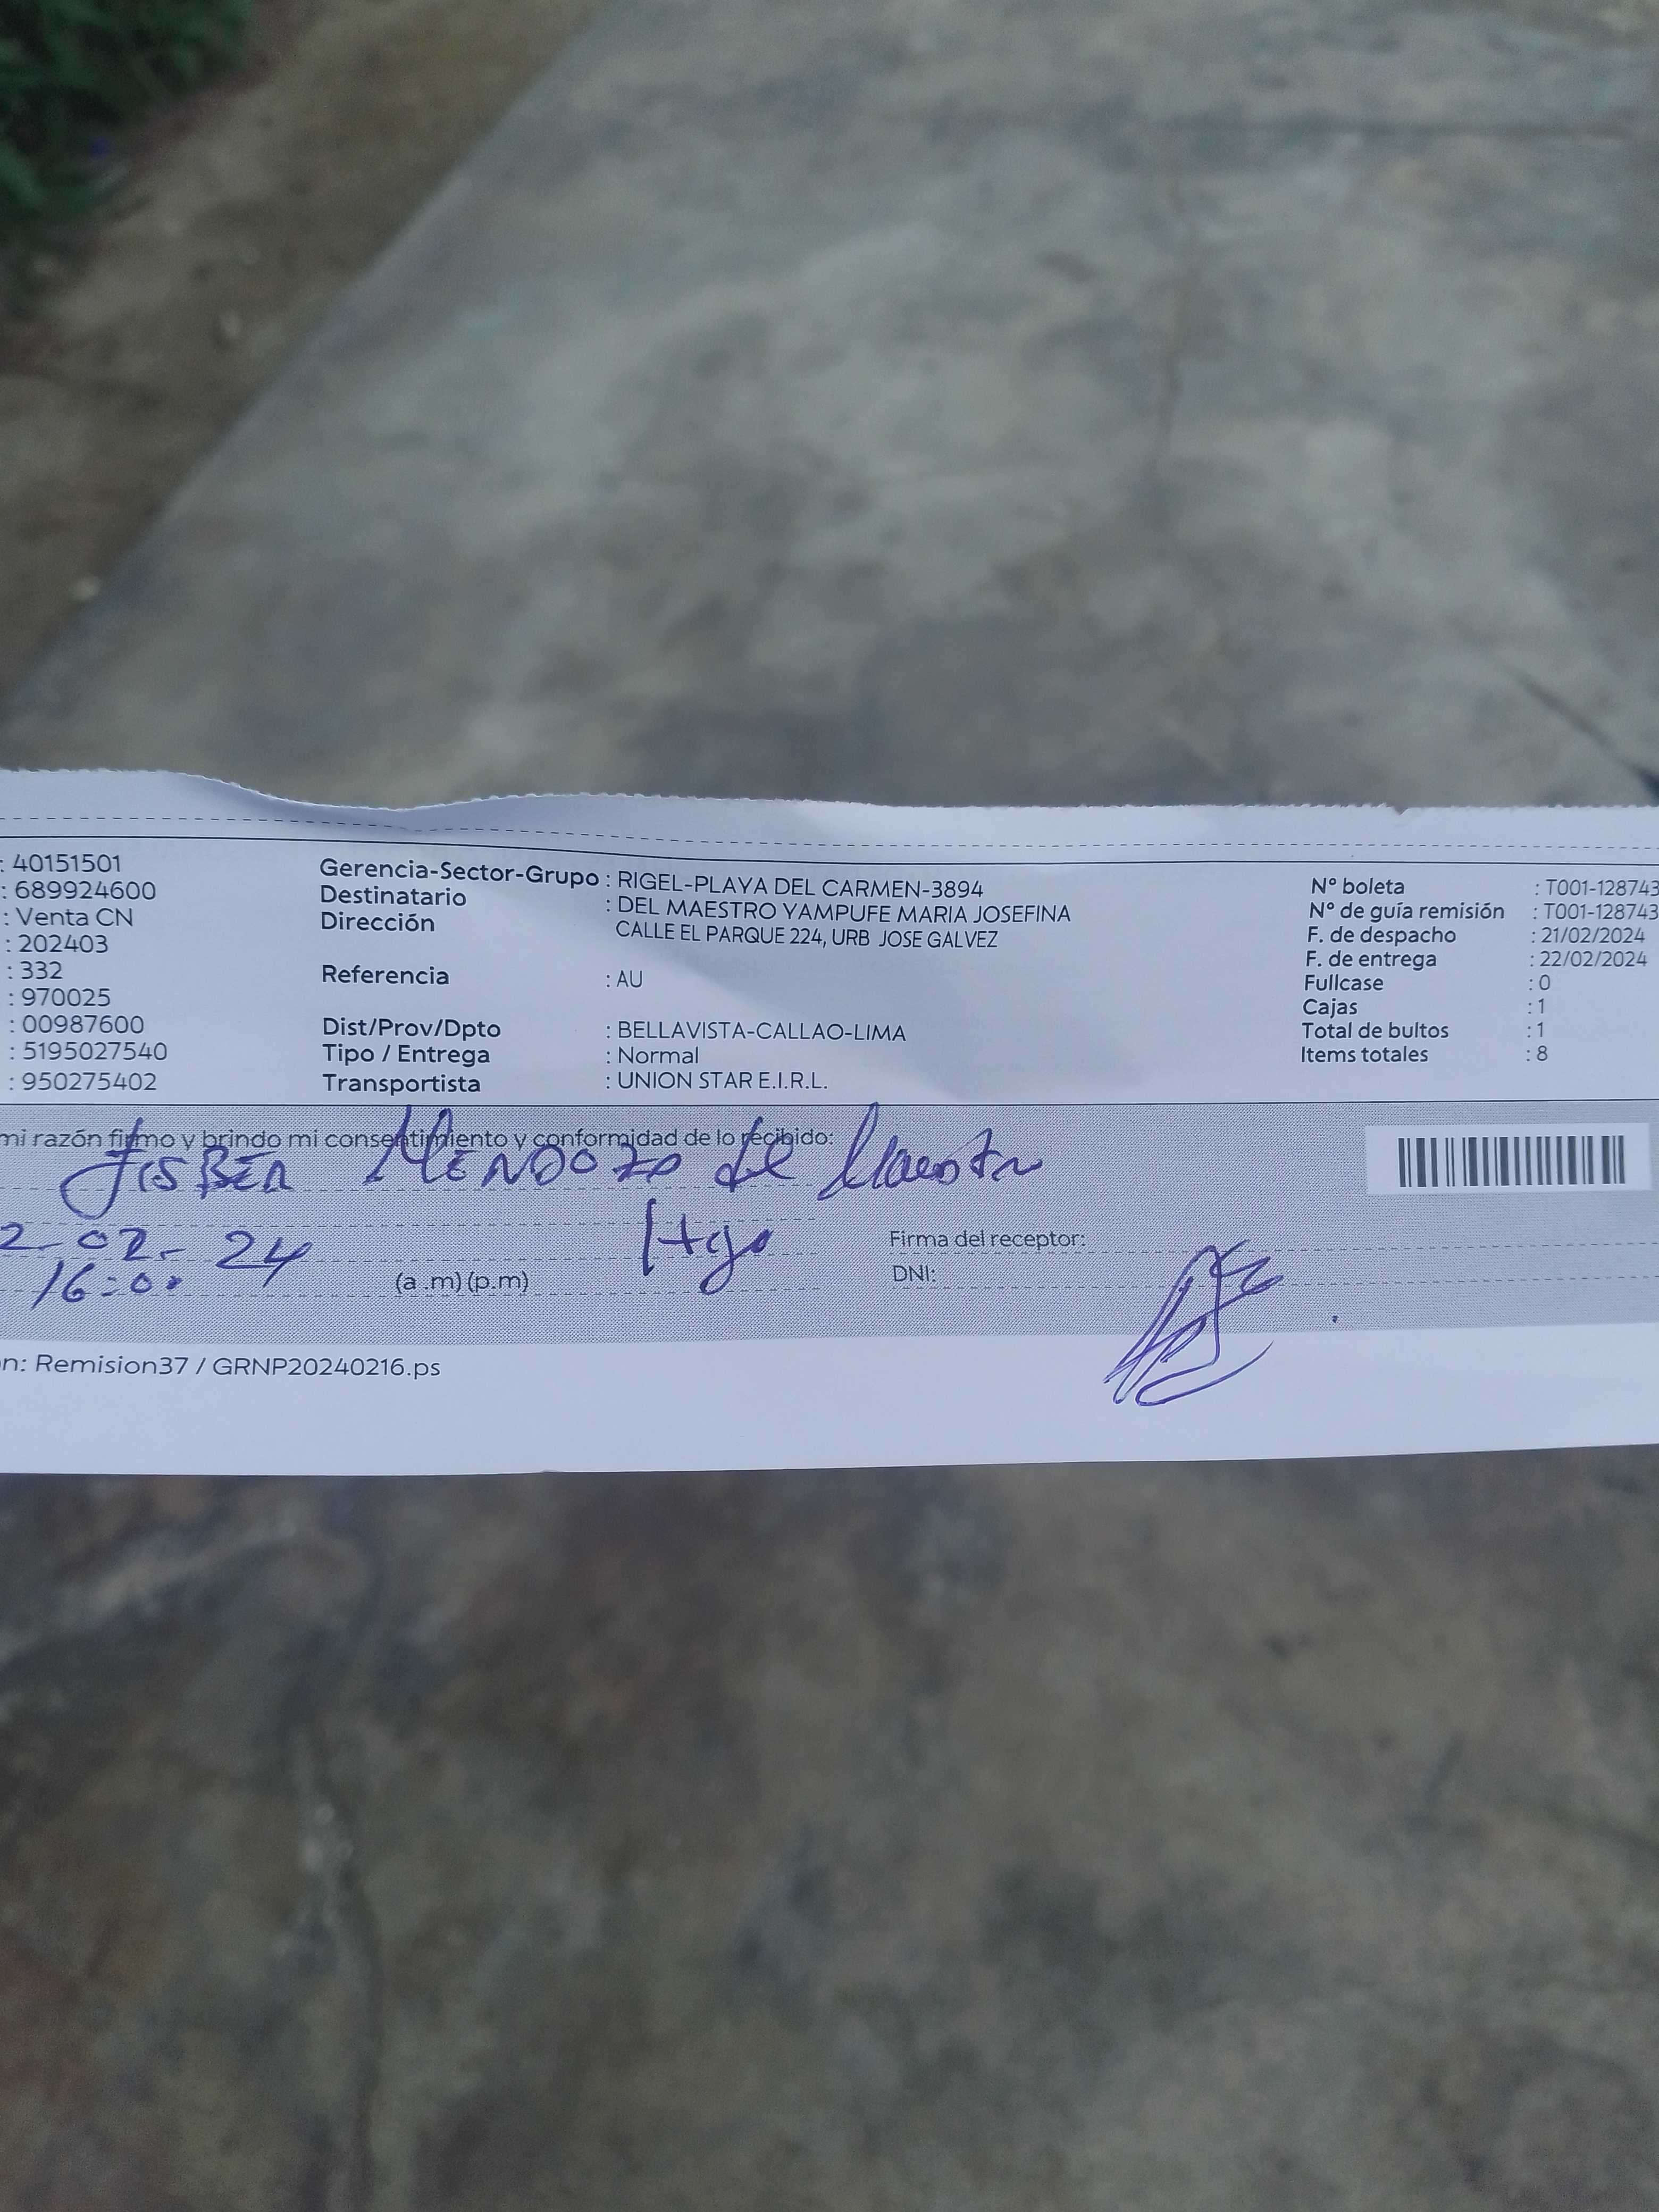 : 40151501
: 689924600
: Venta CN
: 202403
: 332
: 970025
: 00987600
: 5195027540
: 950275402
Gerencia-Sector-Grupo : RIGEL-PLAYA DEL CARMEN-3894
Destinatario : DEL MAESTRO YAMPUFE MARIA JOSEFINA
Dirección CALLE EL PARQUE 224, URB JOSE GALVEZ
Referencia : AU
Dist/Prov/Dpto : BELLAVISTA-CALLAO-LIMA
Tipo / Entrega : Normal
Transportista : UNION STAR E.I.R.L.
N° boleta : T001-128743
N° de guía remisión : T001-128743
F. de despacho : 21/02/2024
F. de entrega : 22/02/2024
Fullcase : 0
Cajas : 1
Total de bultos : 1
Items totales : 8
mi razón firmo y brindo mi consentimiento y conformidad de lo recibido:
MENDOZA del Maestro
2-02-24
16:00 (a .m) (p.m)
Firma del receptor:
DNI:
n: Remision37 / GRNP20240216.ps